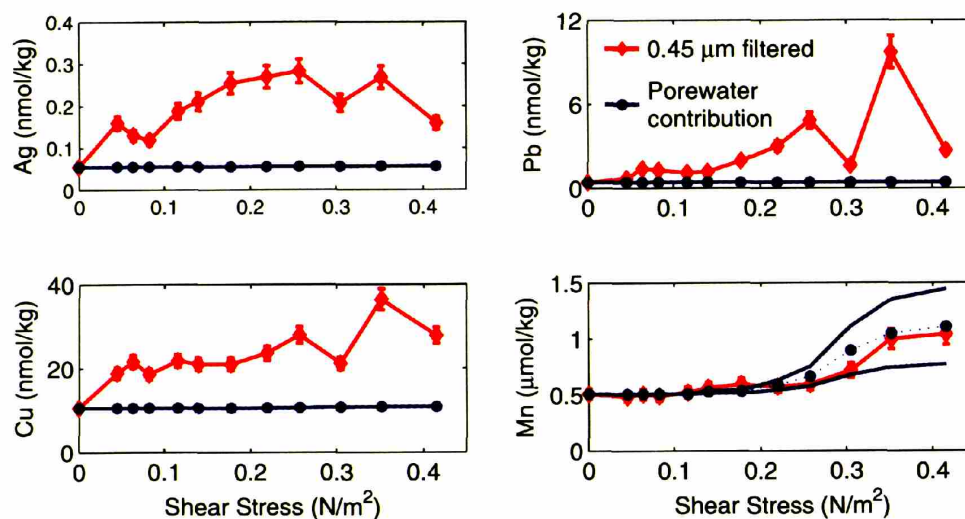 0.4
0.3
0.2
0.1
0
Ag (nmol/kg)
0 0.1 0.2 0.3 0.4
12
6
0
Pb (nmol/kg)
0.45 μm filtered
Porewater
contribution
0 0.1 0.2 0.3 0.4
40
20
0
Cu (nmol/kg)
0 0.1 0.2 0.3 0.4
Shear Stress (N/m²)
1.5
1
0.5
0
Mn (μmol/kg)
0 0.1 0.2 0.3 0.4
Shear Stress (N/m²)